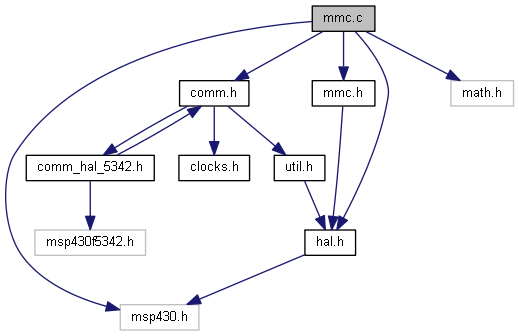 mmc.c
comm.h
mmc.h
math.h
comm_hal_5342.h
clocks.h
util.h
msp430f5342.h
hal.h
msp430.h